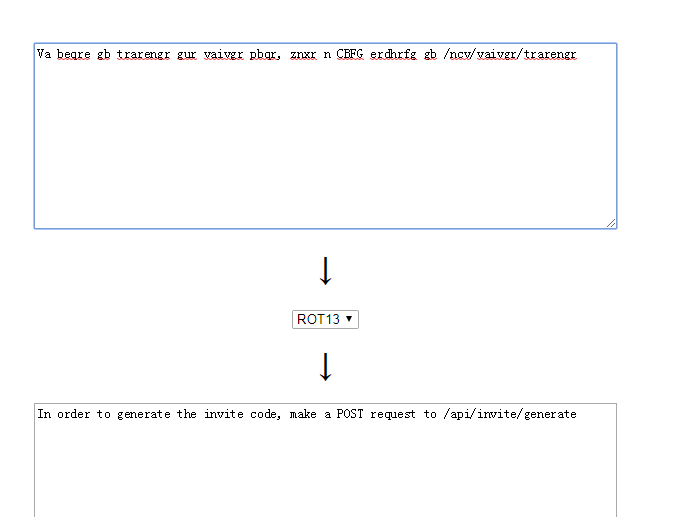 Va beqre gb trarengr gur vaivgr pbqr, znxr n CBFG erdhrfg gb /ncv/vaivgr/trarengr
↓
ROT13 ▼
↓
In order to generate the invite code, make a POST request to /api/invite/generate